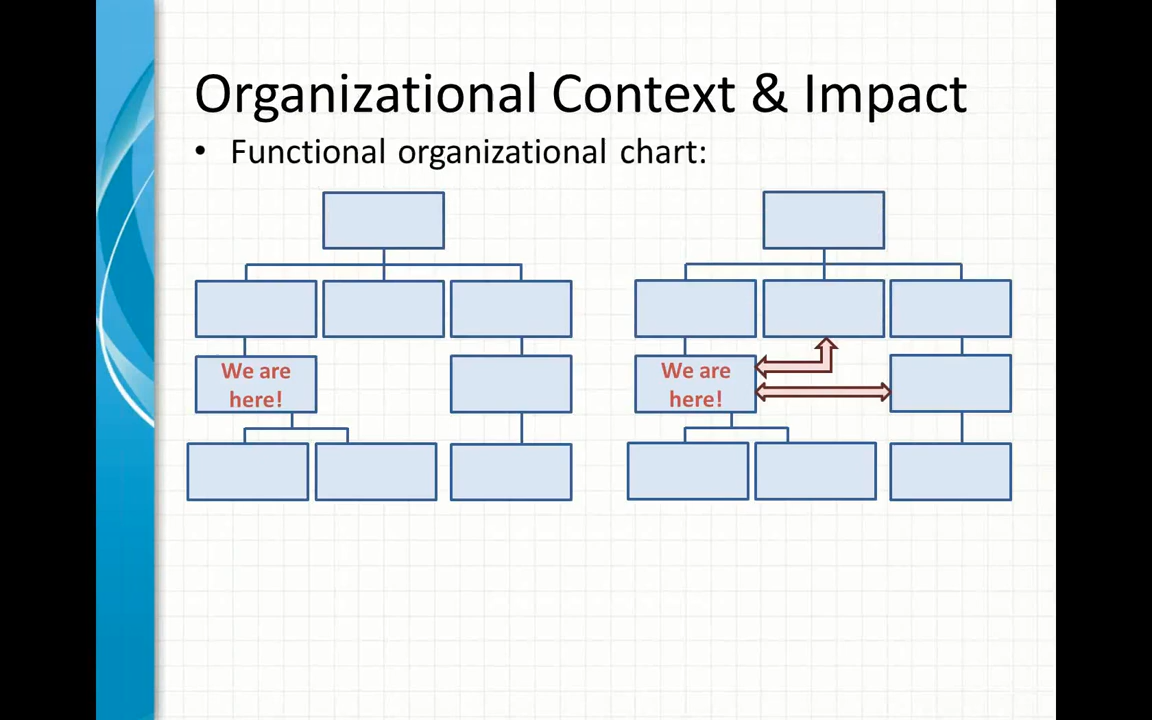 Organizational Context & Impact
• Functional organizational chart:
We are
here!
We are
here!